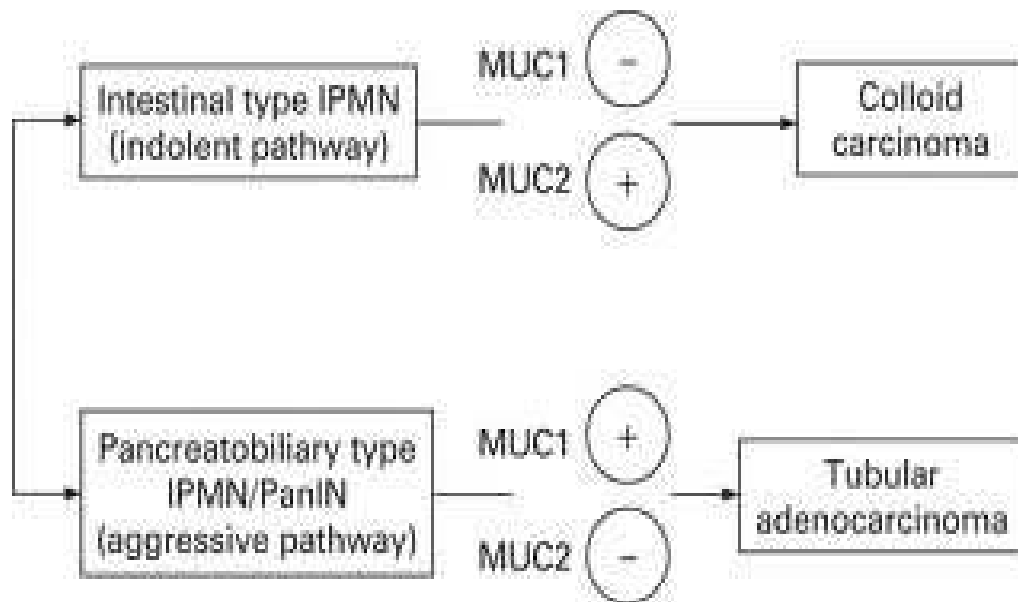 Intestinal type IPMN
(indolent pathway)
MUC1
−
MUC2
+
Colloid
carcinoma
Pancreatobiliary type
IPMN/PanIN
(aggressive pathway)
MUC1
+
MUC2
−
Tubular
adenocarcinoma